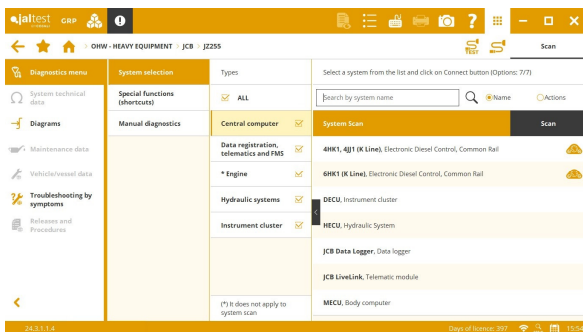 jaltest GRP
OHW - HEAVY EQUIPMENT > JCB > JZ255
TEST
Scan
Diagnostics menu
System technical data
Diagrams
Maintenance data
Vehicle/vessel data
Troubleshooting by symptoms
Releases and Procedures
System selection
Special functions (shortcuts)
Manual diagnostics
Types
ALL
Central computer
Data registration, telematics and FMS
* Engine
Hydraulic systems
Instrument cluster
(*) It does not apply to system scan
Select a system from the list and click on Connect button (Options: 7/7)
Search by system name
Name
Actions
System Scan
Scan
4HK1, 4JJ1 (K Line), Electronic Diesel Control, Common Rail
6HK1 (K Line), Electronic Diesel Control, Common Rail
DECU, Instrument cluster
HECU, Hydraulic System
JCB Data Logger, Data logger
JCB LiveLink, Telematic module
MECU, Body computer
24.3.1.1.4
Days of licence: 397
15:54